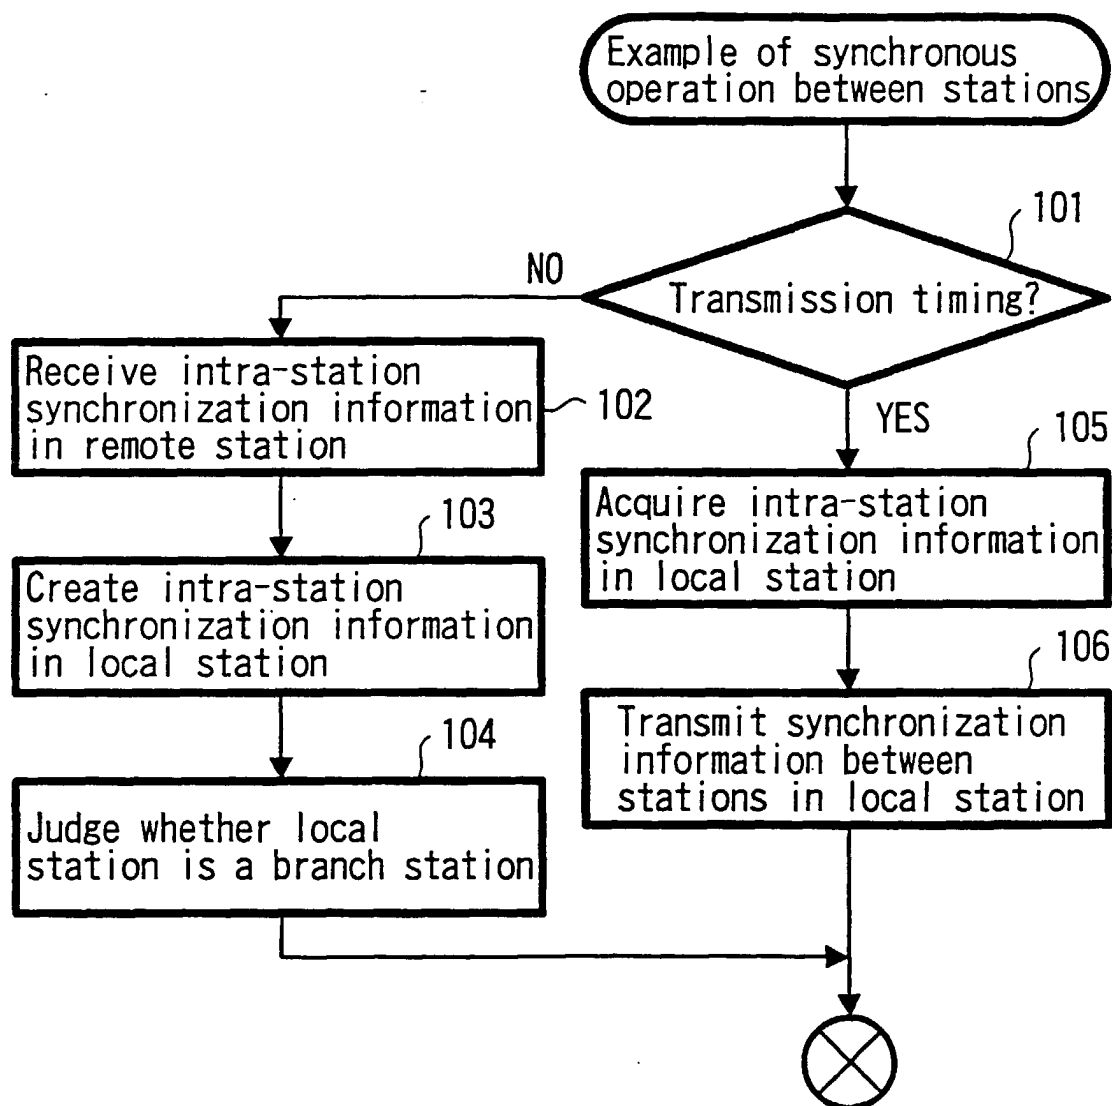 Example of synchronous
operation between stations
101
Transmission timing?
NO
YES
Receive intra-station
synchronization information
in remote station
102
103
Create intra-station
synchronization information
in local station
104
Judge whether local
station is a branch station
105
Acquire intra-station
synchronization information
in local station
106
Transmit synchronization
information between
stations in local station